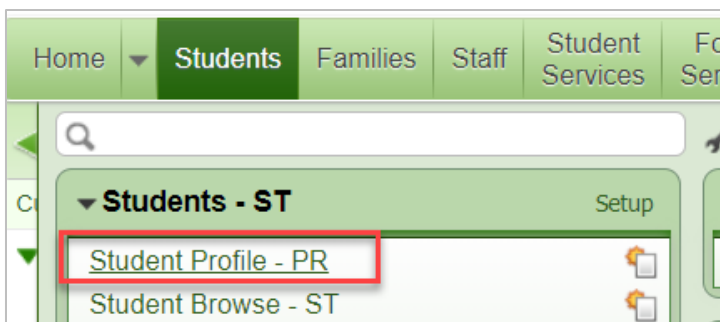 Home Students Families Staff Student Services
Students - ST Setup
Student Profile - PR
Student Browse - ST